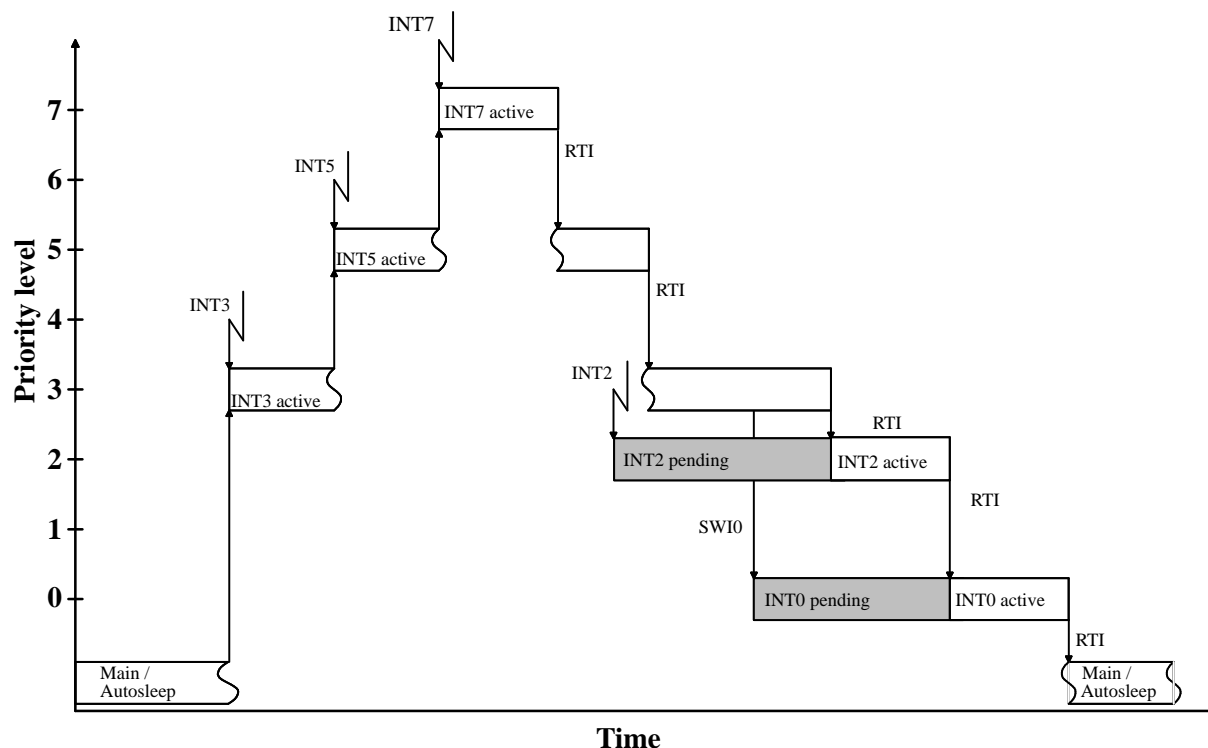 INT7
7
INT7 active
RTI
INT5
6
5
INT5 active
RTI
INT3
4
INT2
3
INT3 active
RTI
2
INT2 pending
INT2 active
RTI
1
SWI0
0
INT0 pending
INT0 active
RTI
Main /
Autosleep
Main /
Autosleep
Priority level
Time